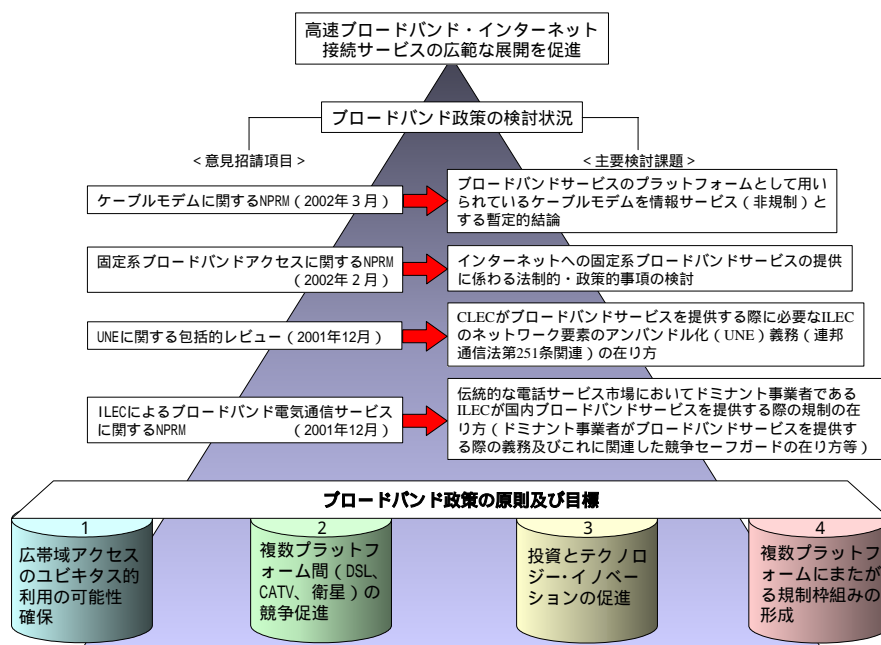 高速ブロードバンド・インターネット
接続サービスの広範な展開を促進
ブロードバンド政策の検討状況
＜意見招請項目＞
＜主要検討課題＞
ケーブルモデムに関するNPRM（2002年３月）
ブロードバンドサービスのプラットフォームとして用い
られているケーブルモデムを情報サービス（非規制）と
する暫定的結論
固定系ブロードバンドアクセスに関するNPRM
（2002年２月）
インターネットへの固定系ブロードバンドサービスの提供
に係わる法制的・政策的事項の検討
UNEに関する包括的レビュー（2001年12月）
CLECがブロードバンドサービスを提供する際に必要なILEC
のネットワーク要素のアンバンドル化（UNE）義務（連邦
通信法第251条関連）の在り方
ILECによるブロードバンド電気通信サービス
に関するNPRM （2001年12月）
伝統的な電話サービス市場においてドミナント事業者である
ILECが国内ブロードバンドサービスを提供する際の規制の在
り方（ドミナント事業者がブロードバンドサービスを提供す
る際の義務及びこれに関連した競争セーフガードの在り方等）
ブロードバンド政策の原則及び目標
1
広帯域アクセス
のユビキタス的
利用の可能性
確保
2
複数プラットフ
ォーム間（DSL、
CATV、衛星）の
競争促進
3
投資とテクノロ
ジー・イノベー
ションの促進
4
複数プラットフ
ォームにまたが
る規制枠組みの
形成